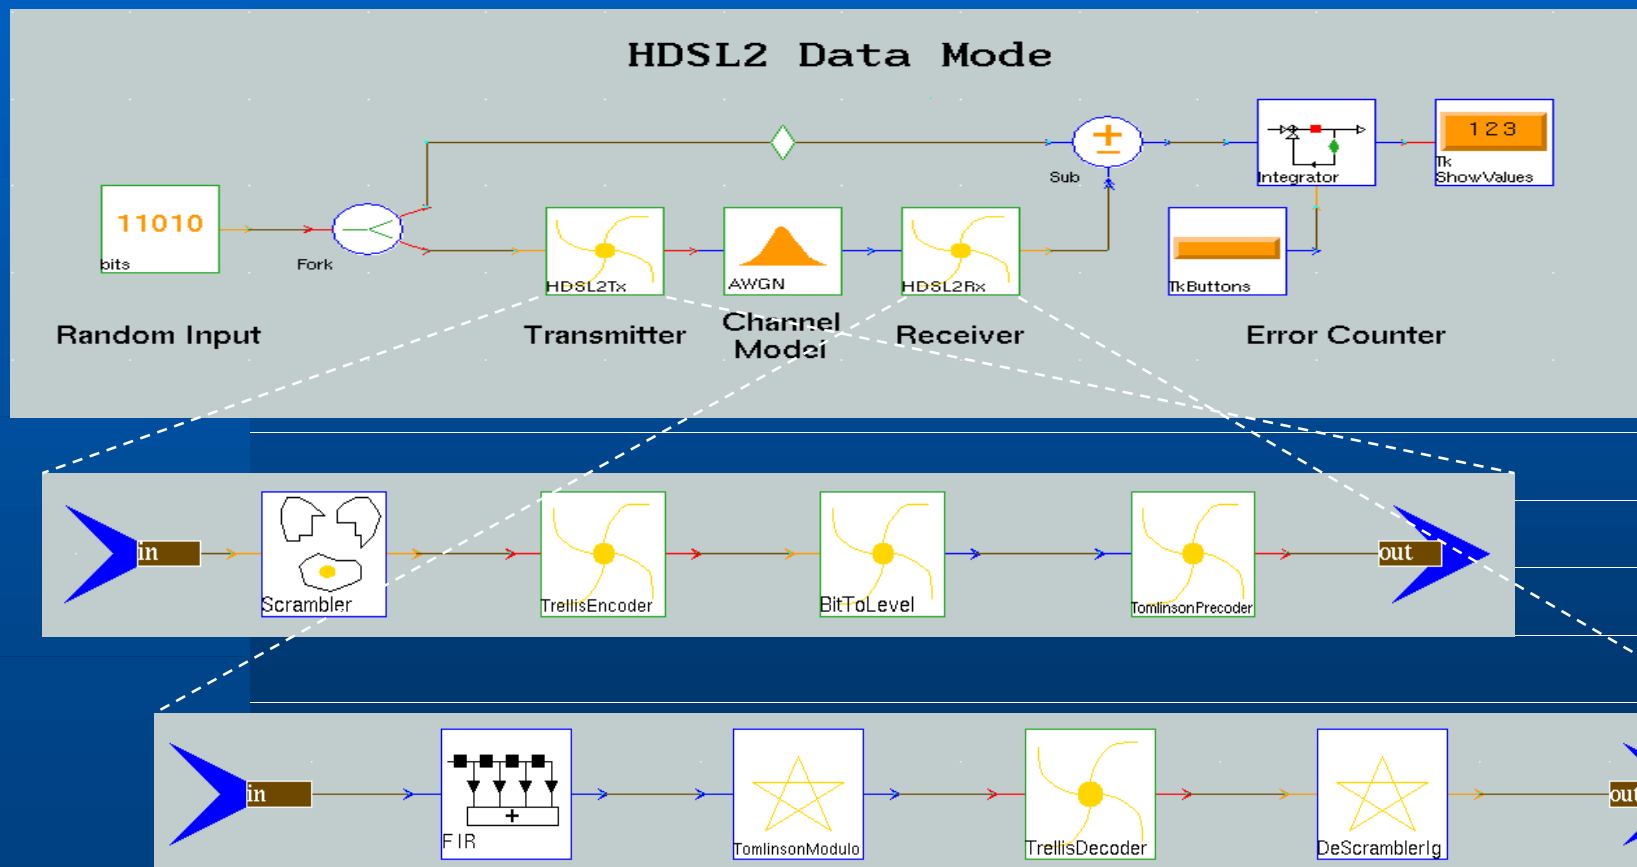 HDSL2 Data Mode
11010
bits
Fork
HDSL2Tx
AWGN
HDSL2Rx
±
Sub
Integrator
123
Tk
ShowValues
TkButtons
Random Input
Transmitter
Channel
Model
Receiver
Error Counter
in
Scrambler
TrellisEncoder
BitToLevel
TomlinsonPrecoder
out
in
+
FIR
TomlinsonModulo
TrellisDecoder
DeScramblerIg
out